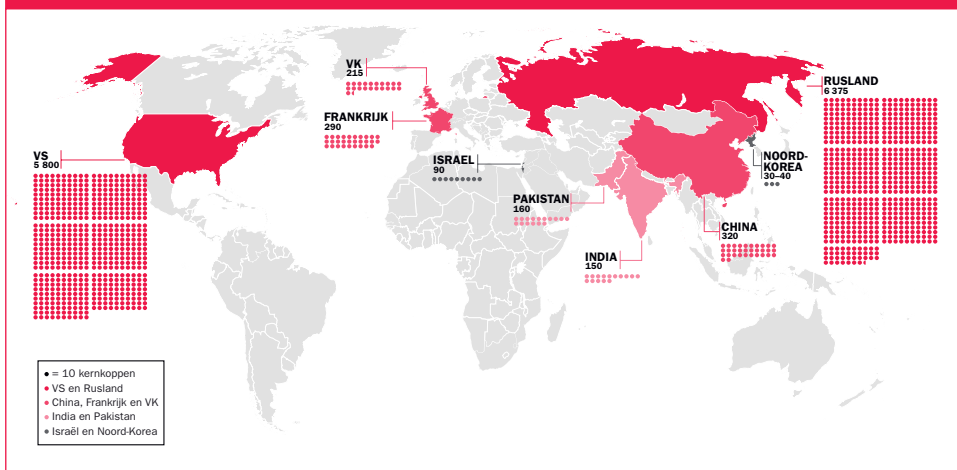 VK
215
RUSLAND
6 375
FRANKRIJK
290
VS
5 800
ISRAEL
90
NOORD-
KOREA
30–40
PAKISTAN
160
CHINA
320
INDIA
150
= 10 kernkoppen
VS en Rusland
China, Frankrijk en VK
India en Pakistan
Israël en Noord-Korea